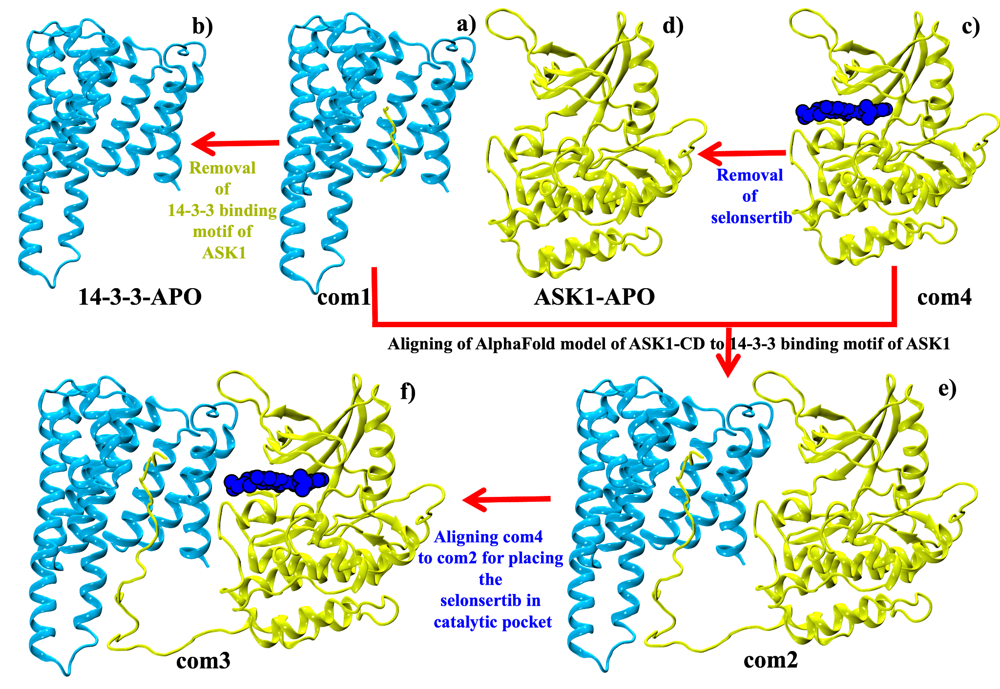 b)
a)
d)
c)
Removal
of
14-3-3 binding
motif of
ASK1
Removal
of
selonsertib
14-3-3-APO
com1
ASK1-APO
com4
Aligning of AlphaFold model of ASK1-CD to 14-3-3 binding motif of ASK1
f)
e)
Aligning com4
to com2 for placing
the
selonsertib in
catalytic pocket
com3
com2